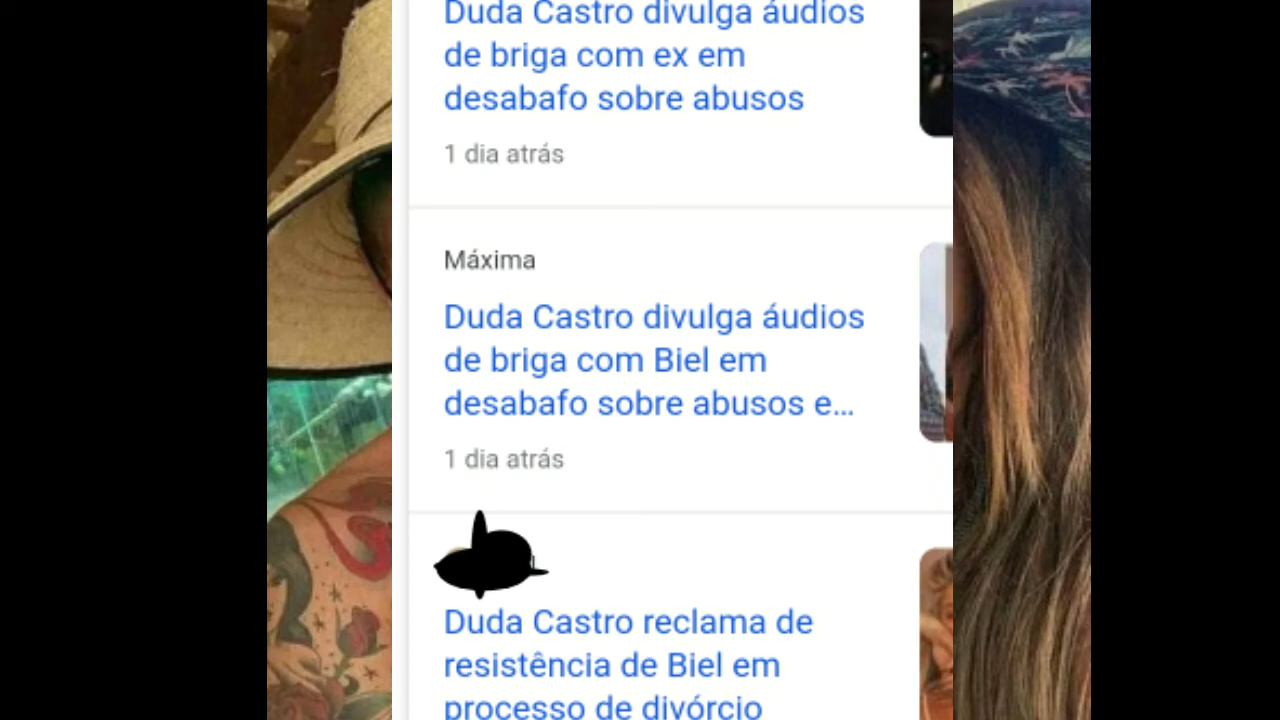 Duda Castro divulga áudios
de briga com ex em
desabafo sobre abusos
1 dia atrás
Máxima
Duda Castro divulga áudios
de briga com Biel em
desabafo sobre abusos e...
1 dia atrás
Duda Castro reclama de
resistência de Biel em
processo de divórcio